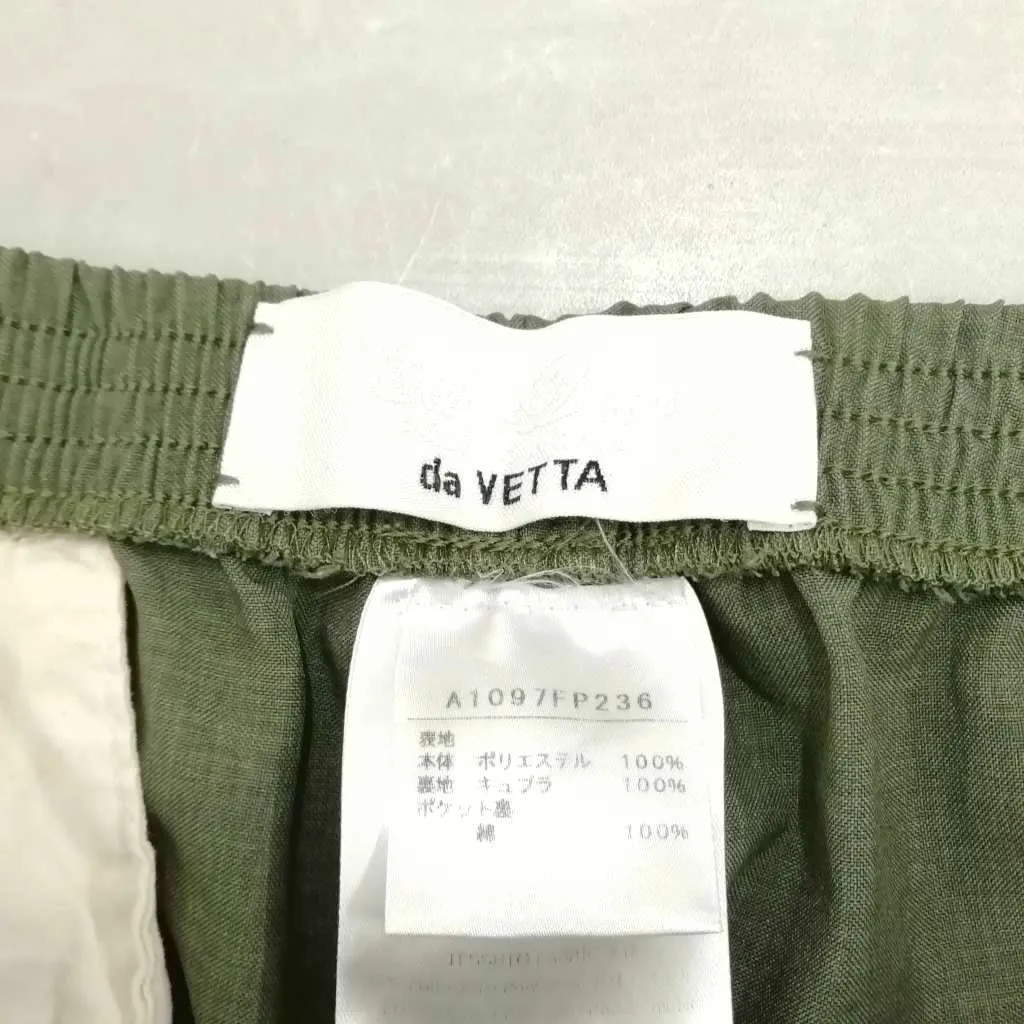 da VETTA
A1097FP236
表地
本体 ポリエステル 100%
裏地 キュプラ 100%
ポケット裏
綿 100%